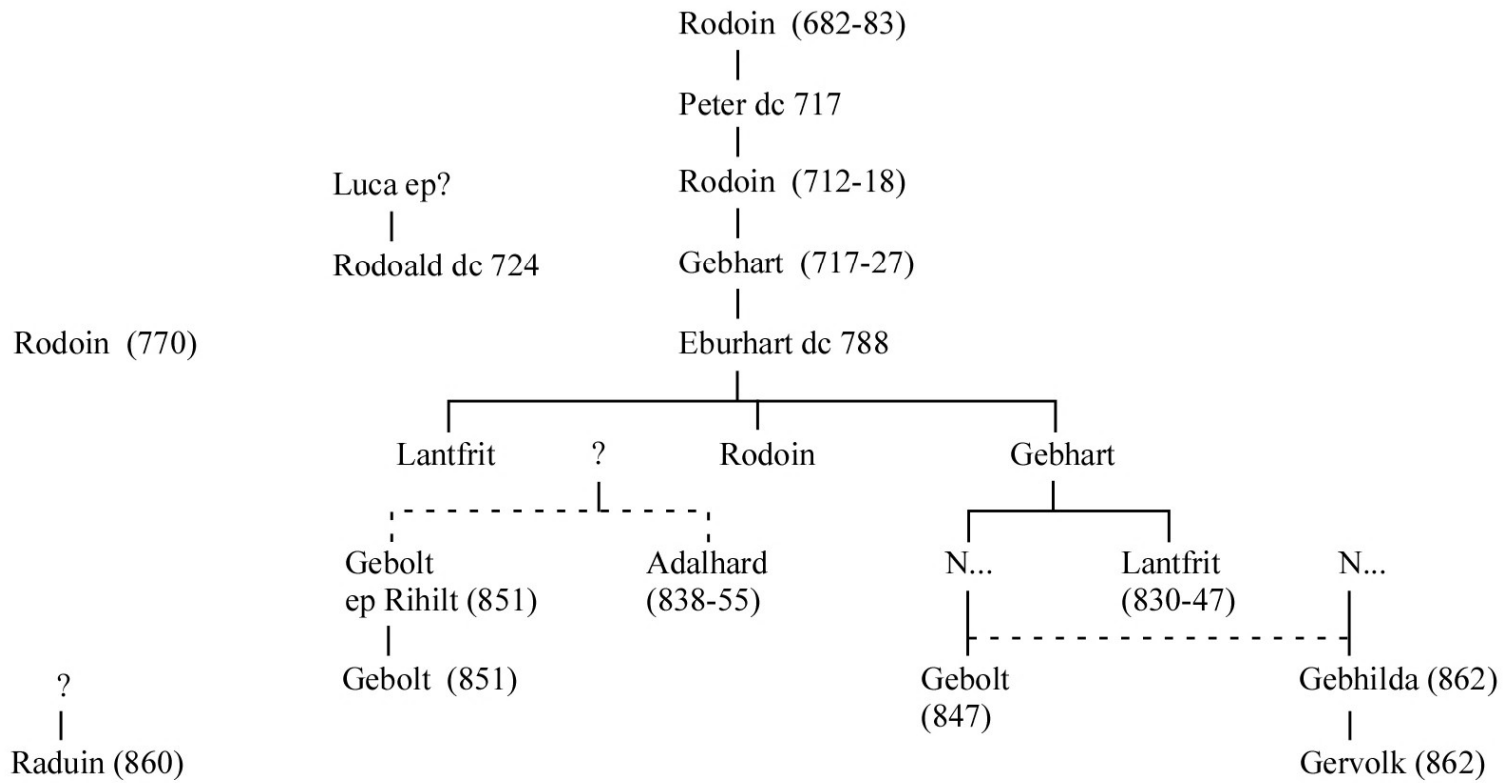 Rodoin (682-83)
Peter dc 717
Luca ep?
Rodoin (712-18)
Rodoald dc 724
Gebhart (717-27)
Rodoin (770)
Eburhart dc 788
Lantfrit
?
Rodoin
Gebhart
Gebolt
ep Rihilt (851)
Adalhard
(838-55)
N...
Lantfrit
(830-47)
N...
?
Gebolt (851)
Gebolt
(847)
Gebhilda (862)
Raduin (860)
Gervolk (862)